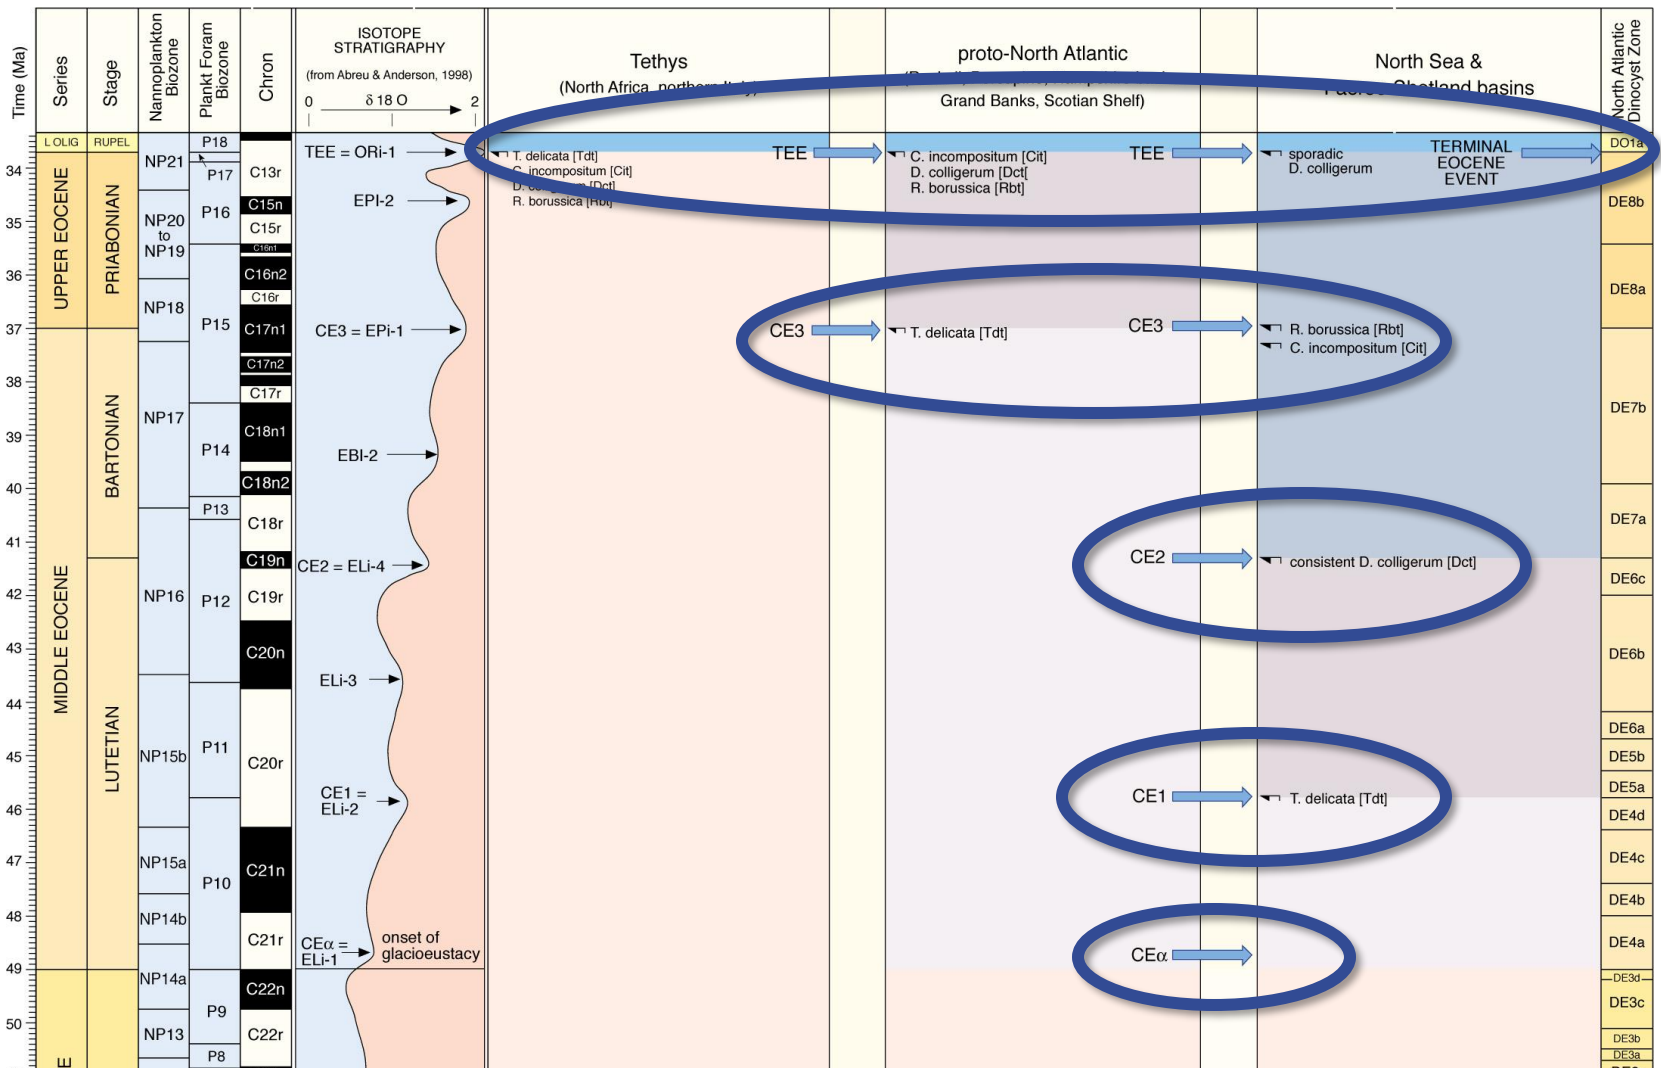 Time (Ma)
Series
Stage
Nannoplankton
Biozone
Plankt Foram
Biozone
Chron
ISOTOPE
STRATIGRAPHY
(from Abreu & Anderson, 1998)
0 δ 18 O 2
Tethys
(North Africa, northern Italy)
proto-North Atlantic
Grand Banks, Scotian Shelf)
North Sea &
Faeroe-Shetland basins
North Atlantic
Dinocyst Zone
34
35
36
37
38
39
40
41
42
43
44
45
46
47
48
49
50
L OLIG
UPPER EOCENE
MIDDLE EOCENE
E
RUPEL
PRIABONIAN
BARTONIAN
LUTETIAN
NP21
NP20
to
NP19
NP18
NP17
NP16
NP15b
NP15a
NP14b
NP14a
NP13
P18
P17
P16
P15
P14
P13
P12
P11
P10
P9
P8
C13r
C15n
C15r
C16n1
C16n2
C16r
C17n1
C17n2
C17r
C18n1
C18n2
C18r
C19n
C19r
C20n
C20r
C21n
C21r
C22n
C22r
TEE = ORi-1
EPI-2
CE3 = EPi-1
EBI-2
CE2 = ELi-4
ELi-3
CE1 =
ELi-2
CEα =
ELi-1
onset of
glacioeustacy
T. delicata [Tdt]
C. incompositum [Cit]
D. colligerum [Dct]
R. borussica [Rbt]
TEE
C. incompositum [Cit]
D. colligerum [Dct[
R. borussica [Rbt]
TEE
sporadic
D. colligerum
TERMINAL
EOCENE
EVENT
CE3
T. delicata [Tdt]
CE3
R. borussica [Rbt]
C. incompositum [Cit]
CE2
consistent D. colligerum [Dct]
CE1
T. delicata [Tdt]
CEα
DO1a
DE8b
DE8a
DE7b
DE7a
DE6c
DE6b
DE6a
DE5b
DE5a
DE4d
DE4c
DE4b
DE4a
DE3d
DE3c
DE3b
DE3a